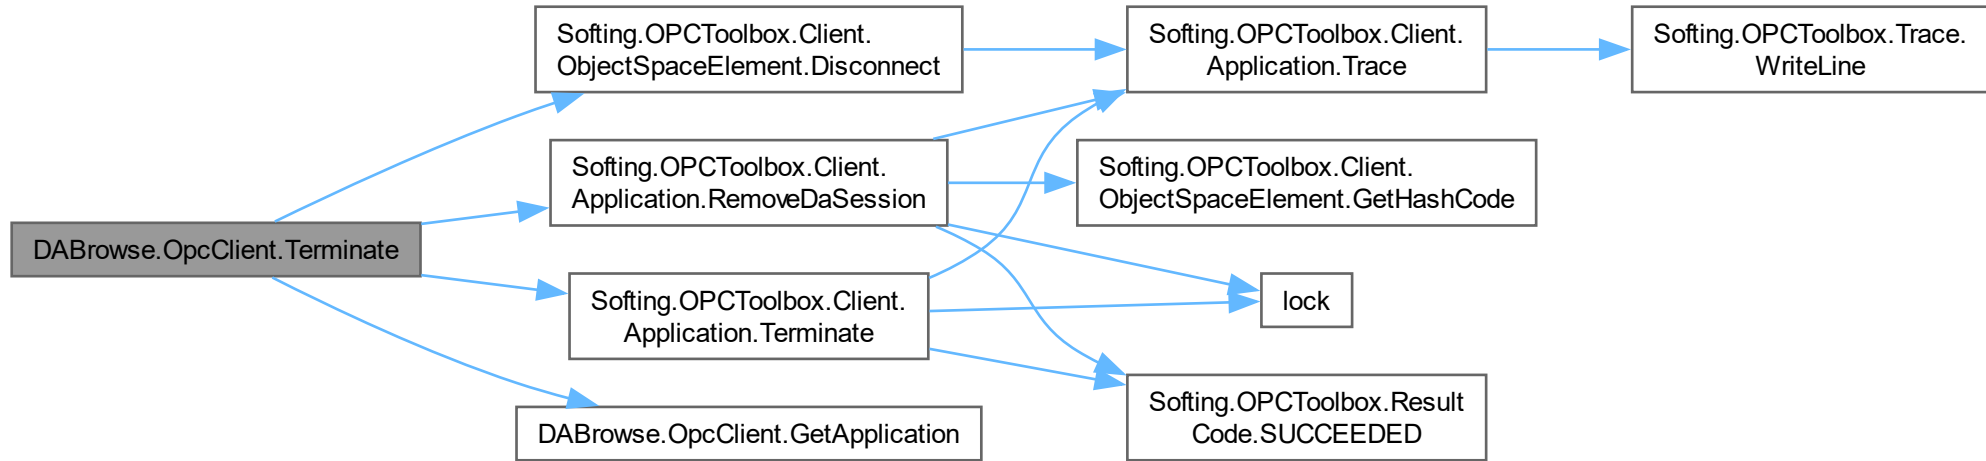 DABrowse.OpcClient.Terminate
Softing.OPCToolbox.Client.
ObjectSpaceElement.Disconnect
Softing.OPCToolbox.Client.
Application.RemoveDaSession
Softing.OPCToolbox.Client.
Application.Terminate
DABrowse.OpcClient.GetApplication
Softing.OPCToolbox.Client.
Application.Trace
Softing.OPCToolbox.Client.
ObjectSpaceElement.GetHashCode
lock
Softing.OPCToolbox.Result
Code.SUCCEEDED
Softing.OPCToolbox.Trace.
WriteLine